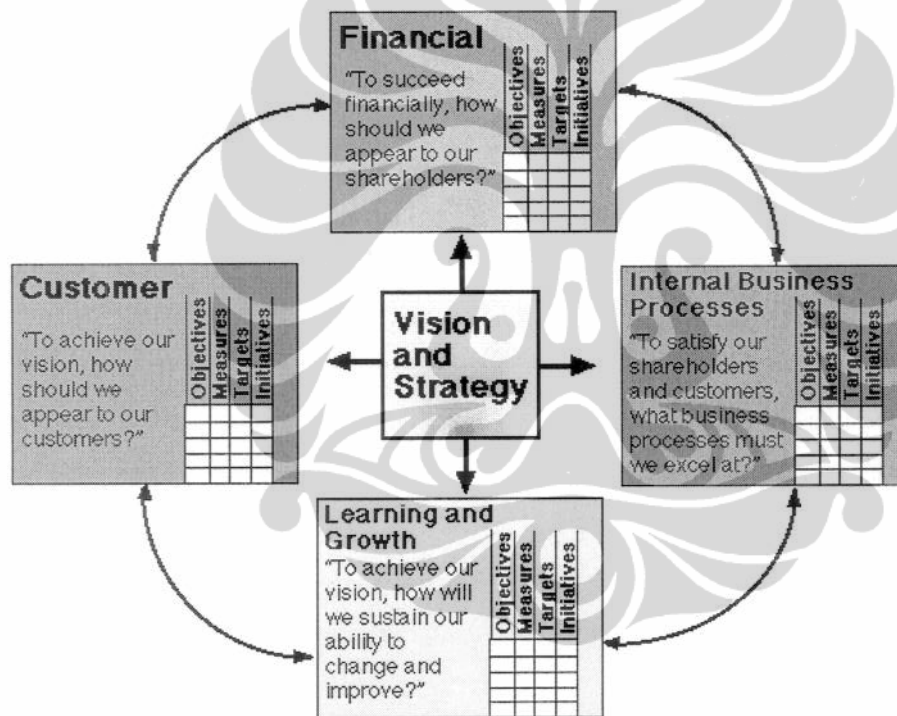 Financial
“To succeed
financially, how
should we
appear to our
shareholders?”
Objectives
Measures
Targets
Initiatives
Customer
“To achieve our
vision, how
should we
appear to our
customers?”
Objectives
Measures
Targets
Initiatives
Vision
and
Strategy
Internal Business
Processes
“To satisfy our
shareholders
and customers,
what business
processes must
we excel at?”
Objectives
Measures
Targets
Initiatives
Learning and
Growth
“To achieve our
vision, how will
we sustain our
ability to
change and
improve?”
Objectives
Measures
Targets
Initiatives